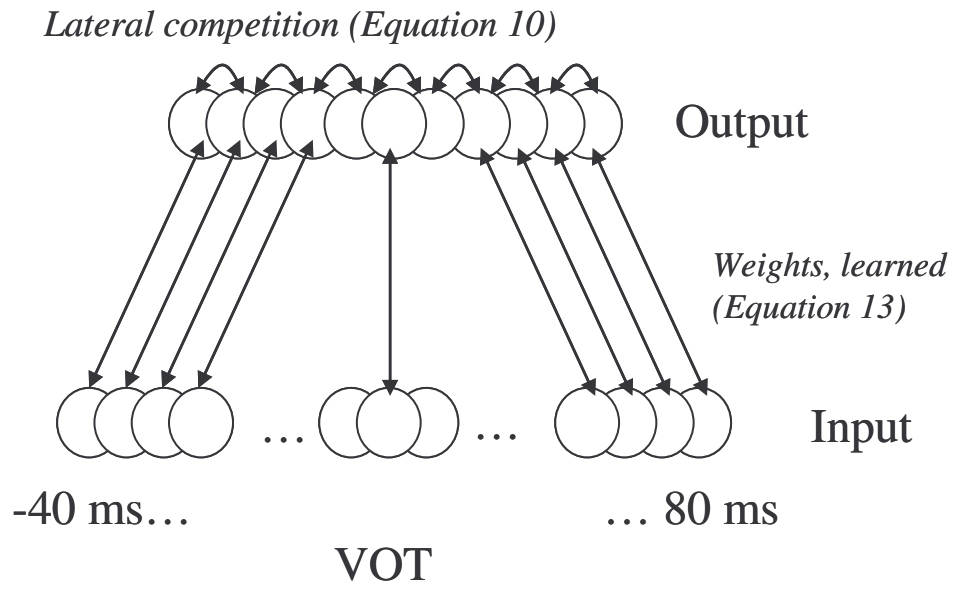 Lateral competition (Equation 10)
Output
Weights, learned
(Equation 13)
… …
Input
-40 ms… … 80 ms
VOT